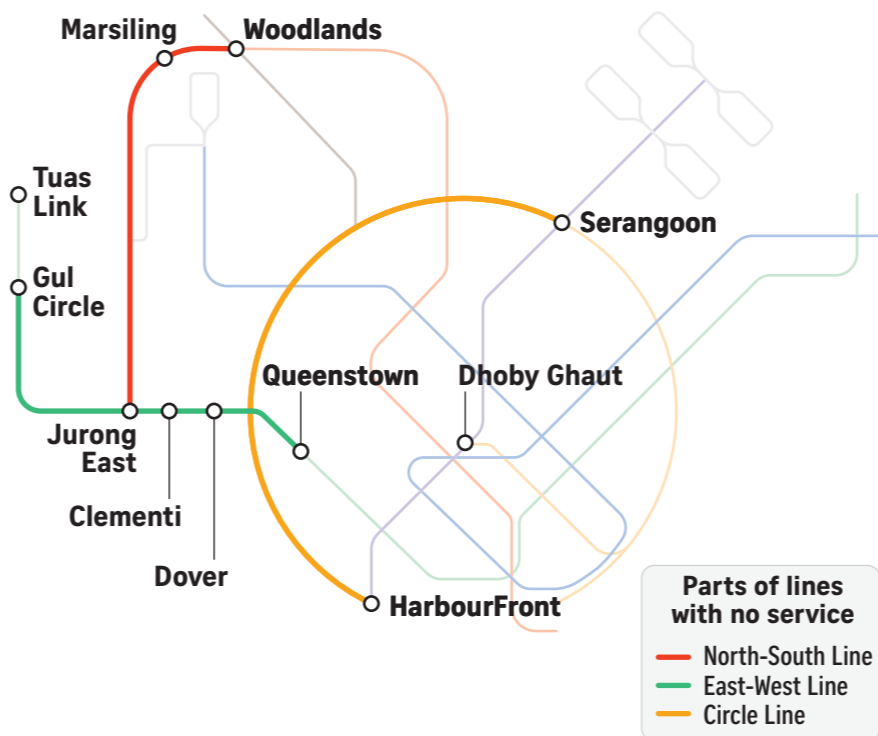 Marsiling
Woodlands
Tuas
Link
Serangoon
Gul
Circle
Queenstown
Dhoby Ghaut
Jurong
East
Clementi
Dover
HarbourFront
Parts of lines
with no service
North-South Line
East-West Line
Circle Line